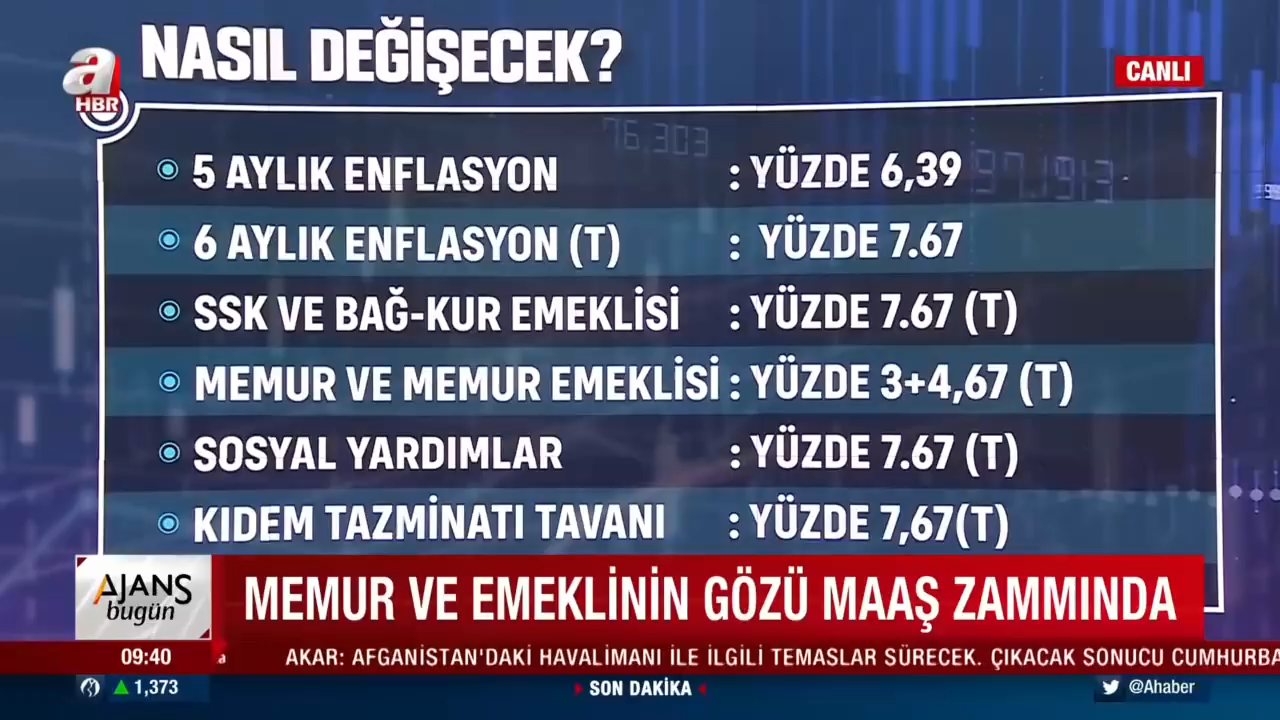 NASIL DEĞİŞECEK?
a
HBR
CANLI
76.303
971913
5 AYLIK ENFLASYON : YÜZDE 6,39
6 AYLIK ENFLASYON (T) : YÜZDE 7.67
SSK VE BAĞ-KUR EMEKLİSİ : YÜZDE 7.67 (T)
MEMUR VE MEMUR EMEKLİSİ : YÜZDE 3+4,67 (T)
SOSYAL YARDIMLAR : YÜZDE 7.67 (T)
KIDEM TAZMİNATI TAVANI : YÜZDE 7,67(T)
AJANS
bugün
MEMUR VE EMEKLİNİN GÖZÜ MAAŞ ZAMMINDA
09:40
AKAR: AFGANİSTAN'DAKİ HAVALİMANI İLE İLGİLİ TEMASLAR SÜRECEK. ÇIKACAK SONUCU CUMHURBA
1,373
SON DAKİKA
@Ahaber